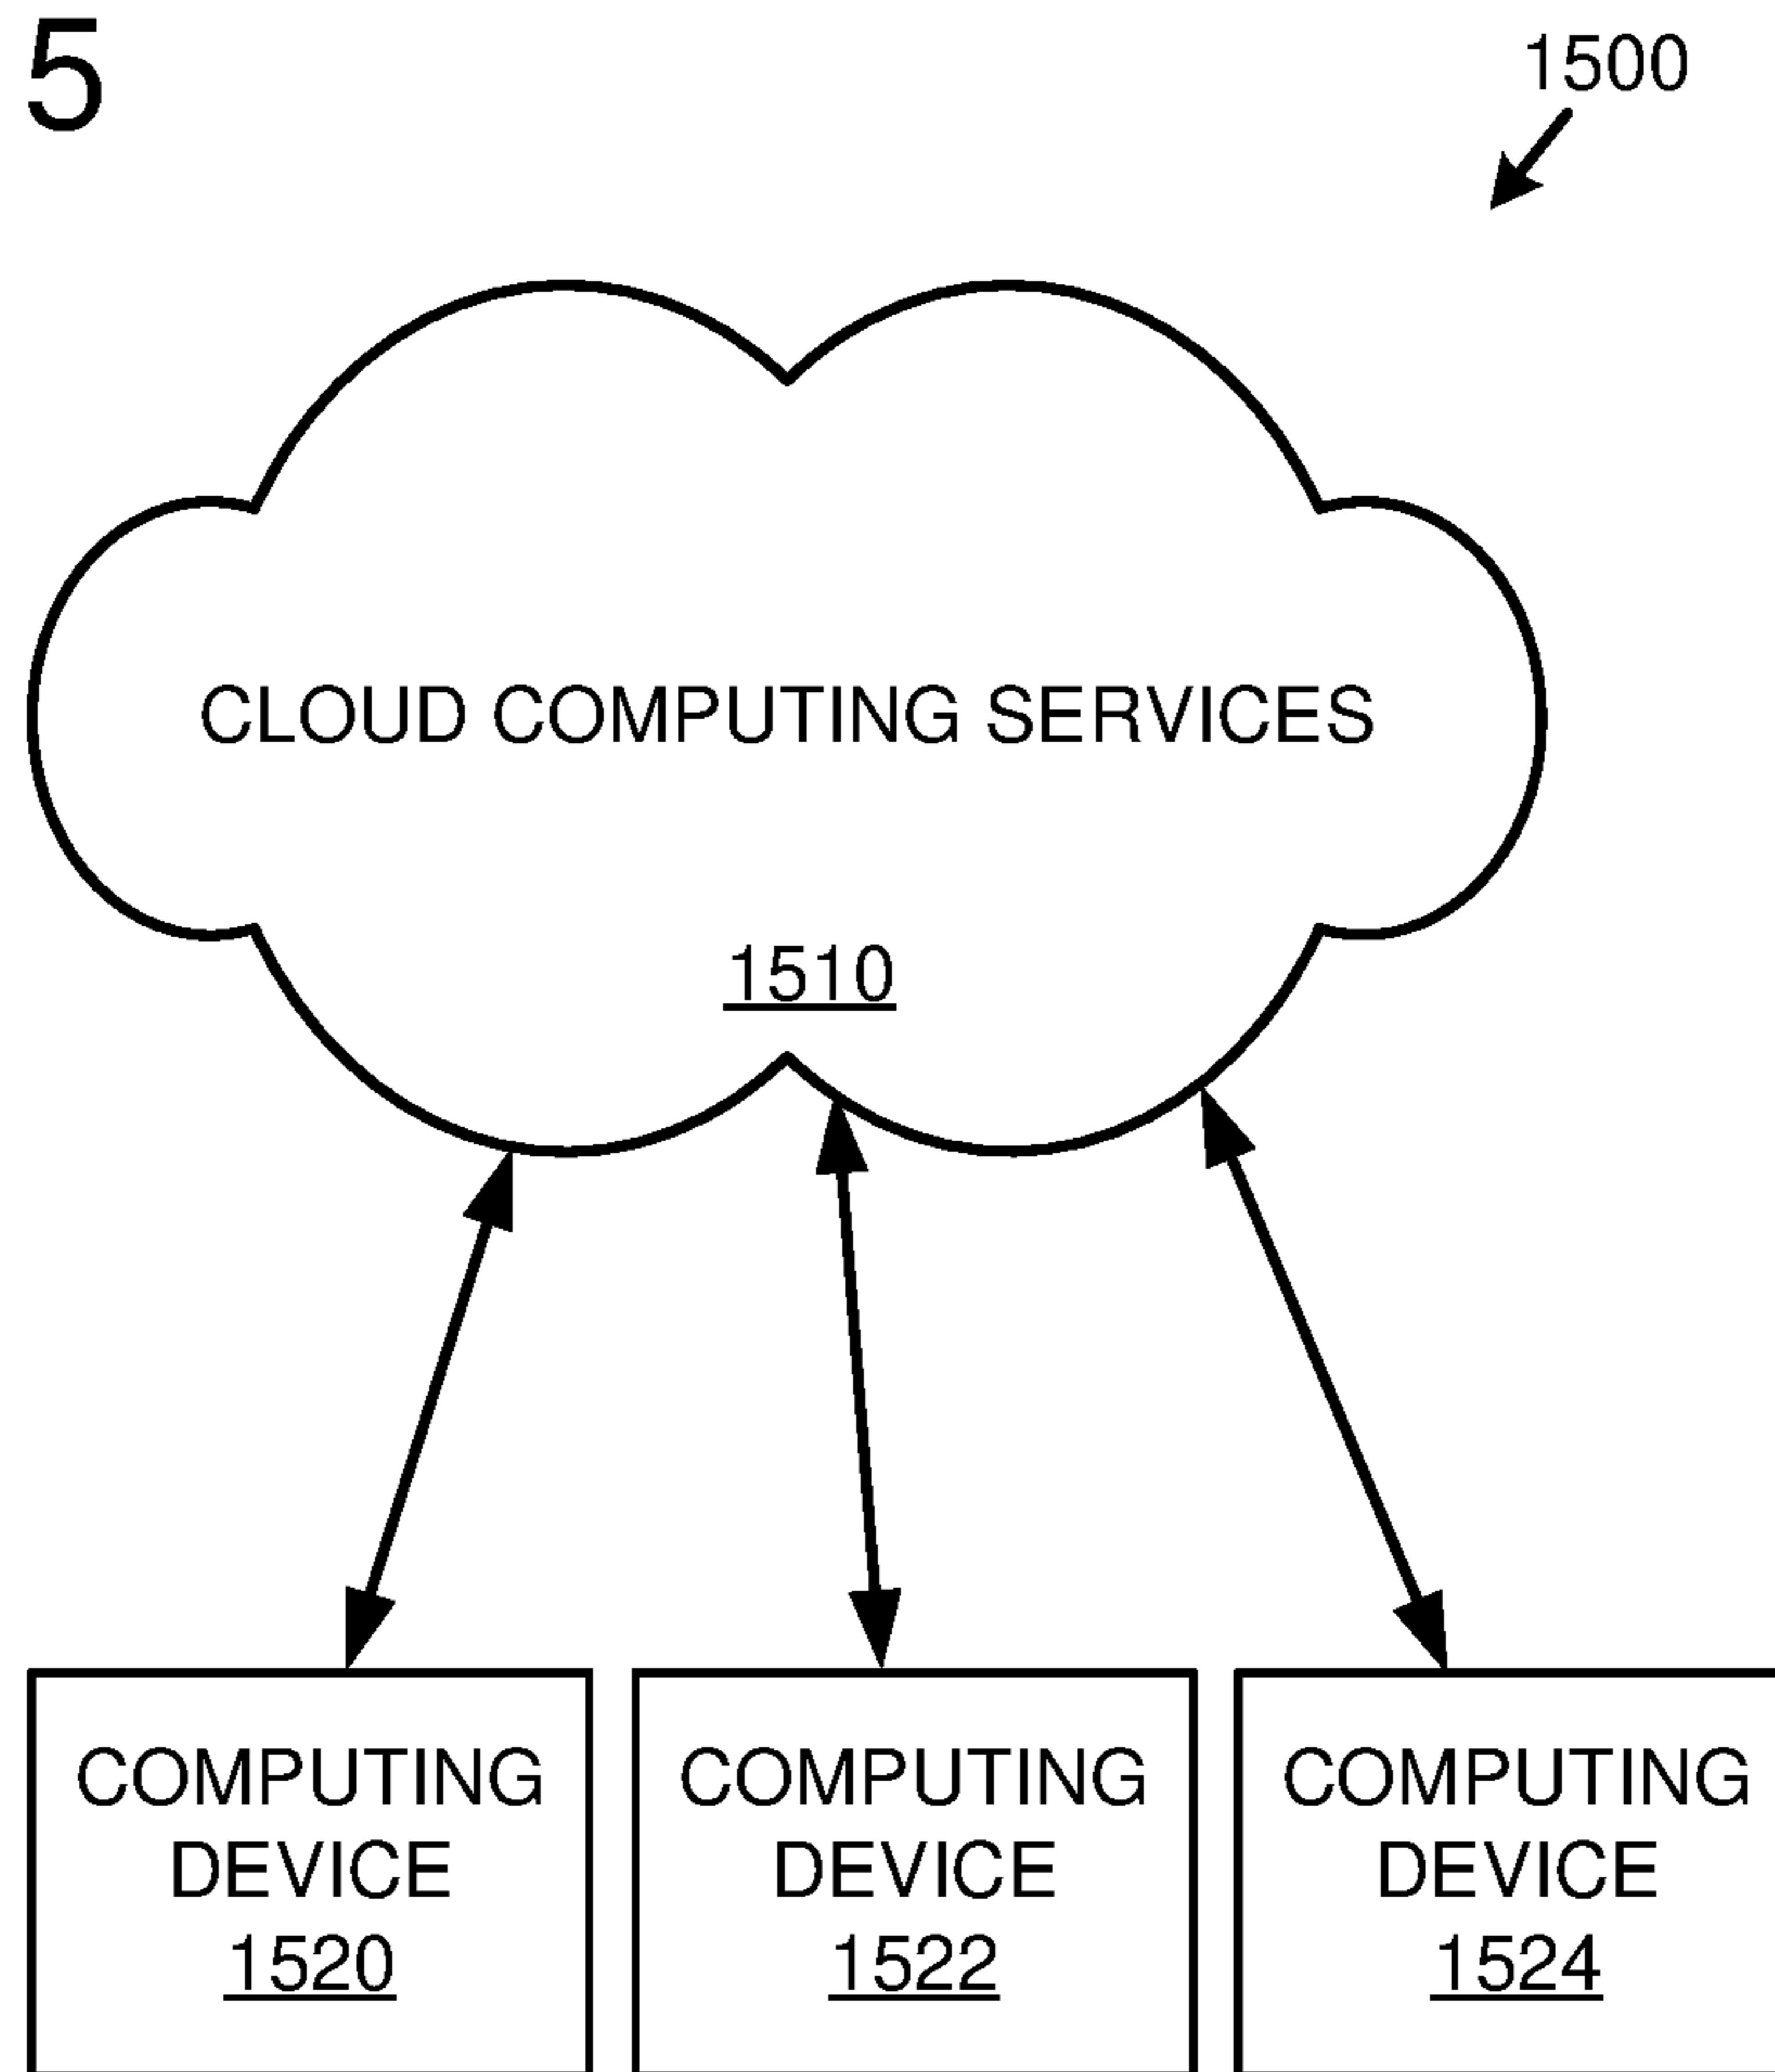 5
1500
CLOUD COMPUTING SERVICES
1510
COMPUTING
DEVICE
1520
COMPUTING
DEVICE
1522
COMPUTING
DEVICE
1524